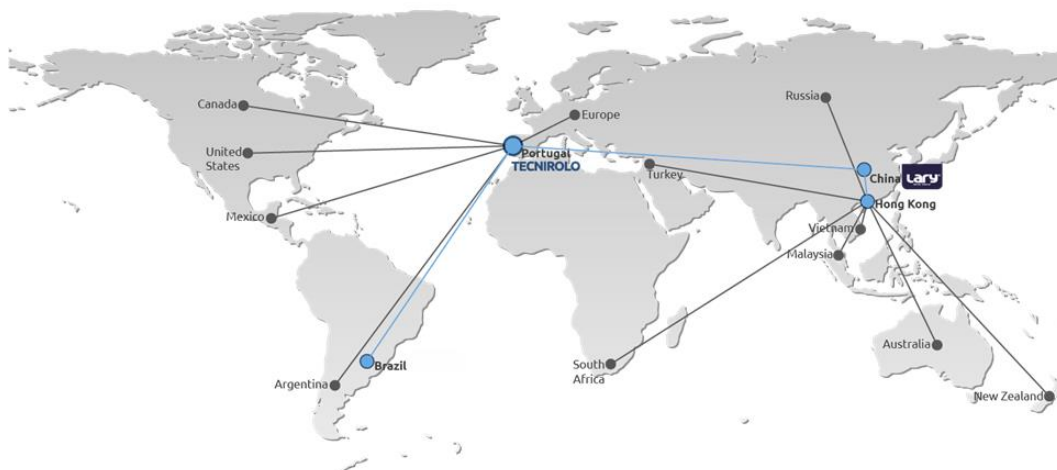 Canada
United
States
Mexico
Argentina
Brazil
Portugal
TECNIROLO
Europe
Turkey
Russia
China
Lary
Hong Kong
Vietnam
Malaysia
South
Africa
Australia
New Zealand